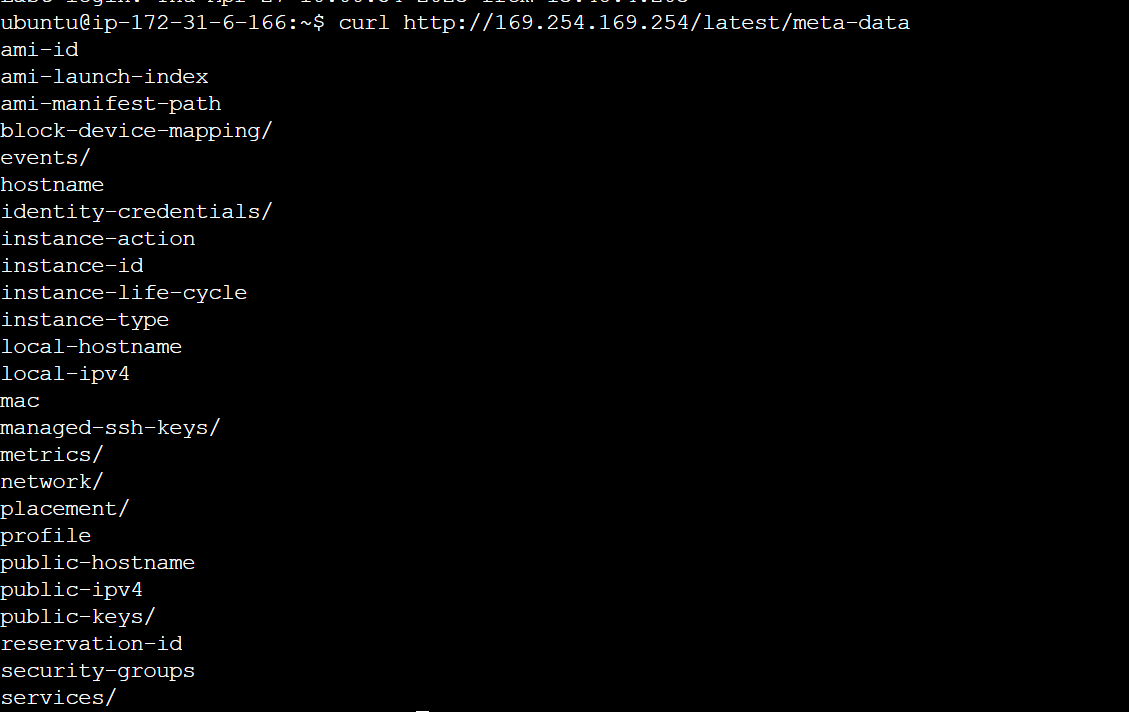 ubuntu@ip-172-31-6-166:~$ curl http://169.254.169.254/latest/meta-data
ami-id
ami-launch-index
ami-manifest-path
block-device-mapping/
events/
hostname
identity-credentials/
instance-action
instance-id
instance-life-cycle
instance-type
local-hostname
local-ipv4
mac
managed-ssh-keys/
metrics/
network/
placement/
profile
public-hostname
public-ipv4
public-keys/
reservation-id
security-groups
services/